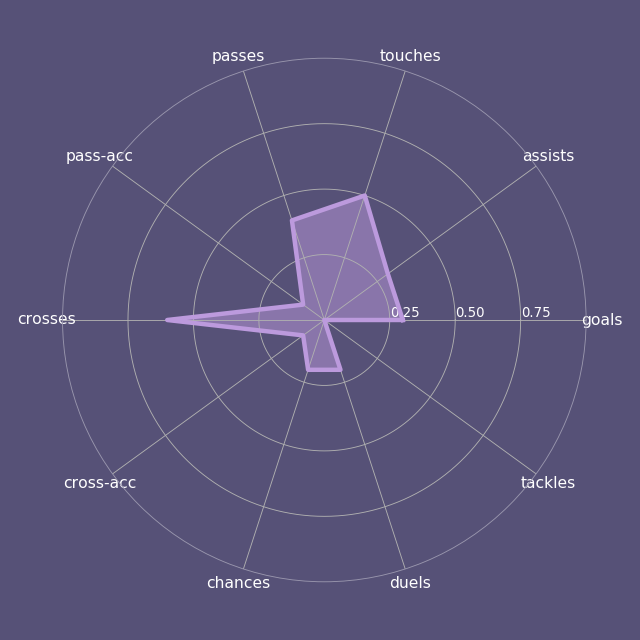 passes
touches
pass-acc
assists
crosses
0.25
0.50
0.75
goals
cross-acc
tackles
chances
duels